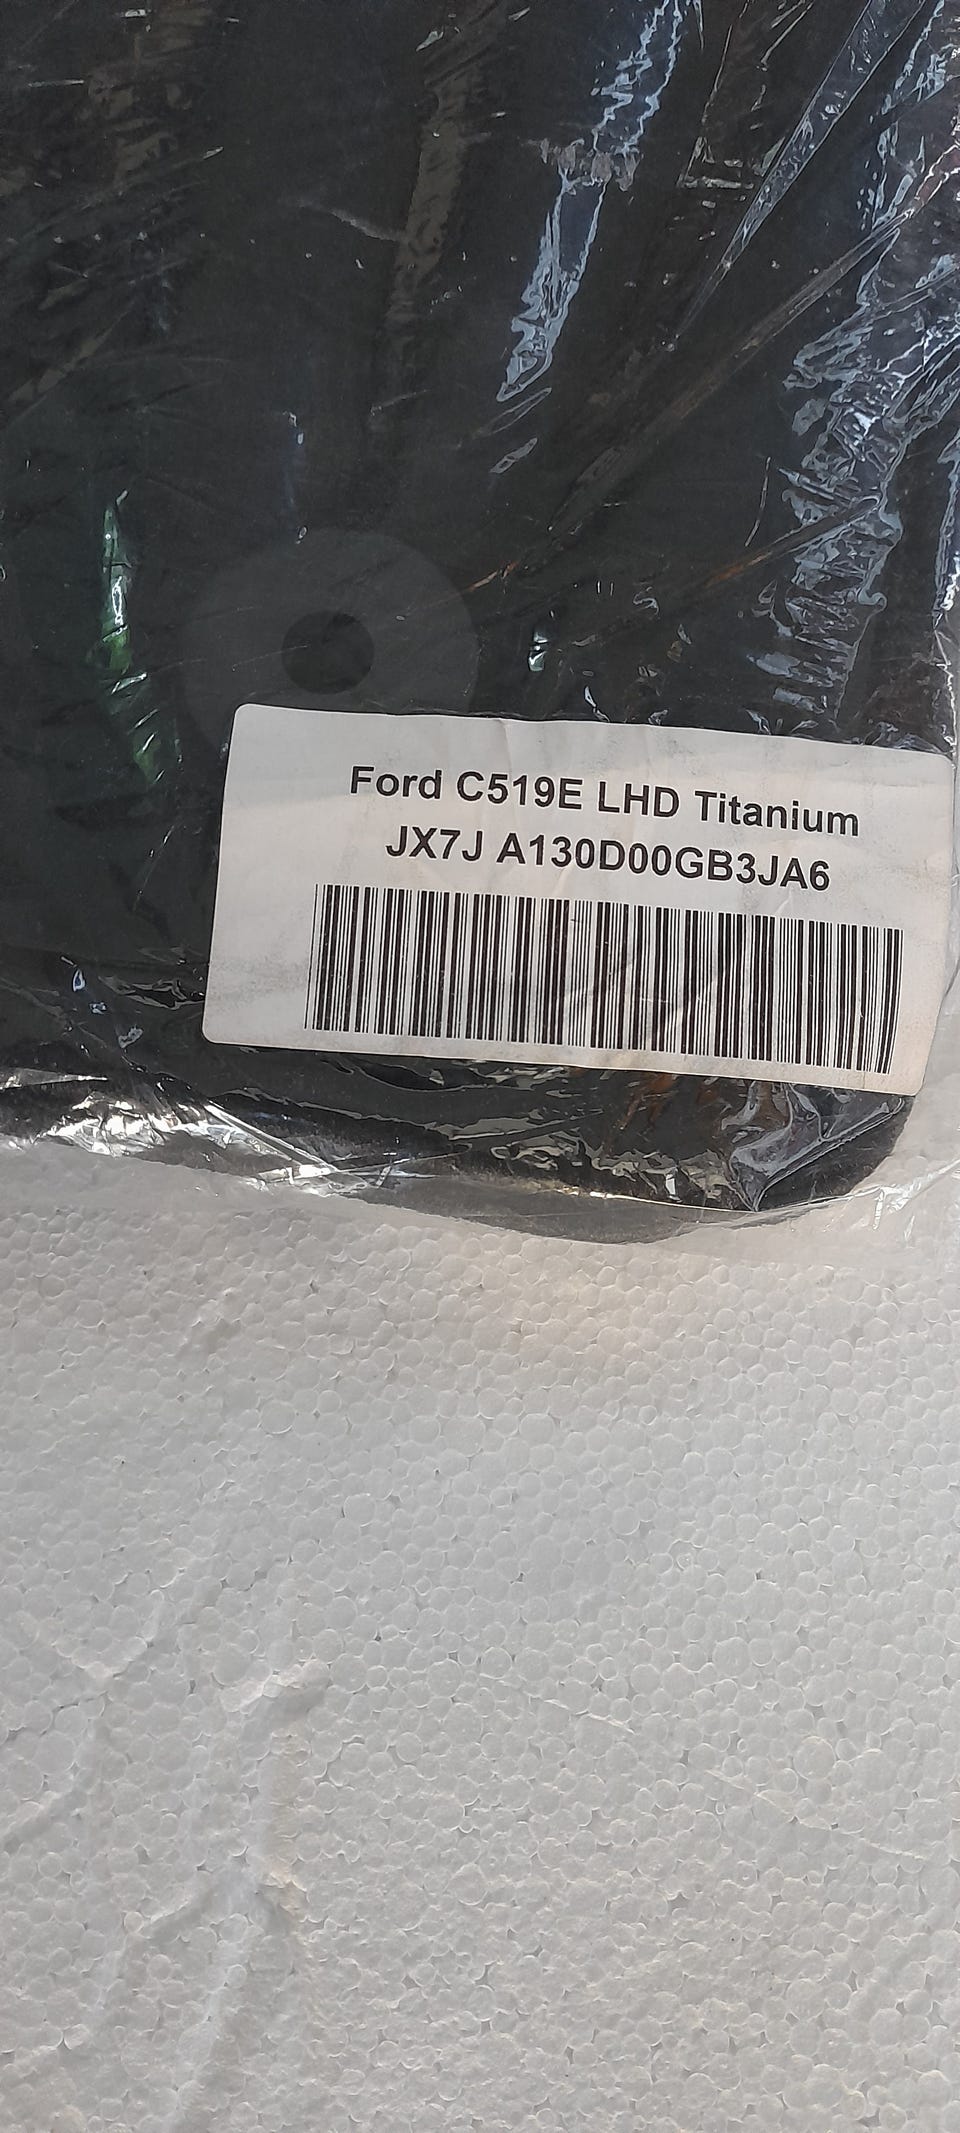 Ford C519E LHD Titanium
JX7J A130D00GB3JA6